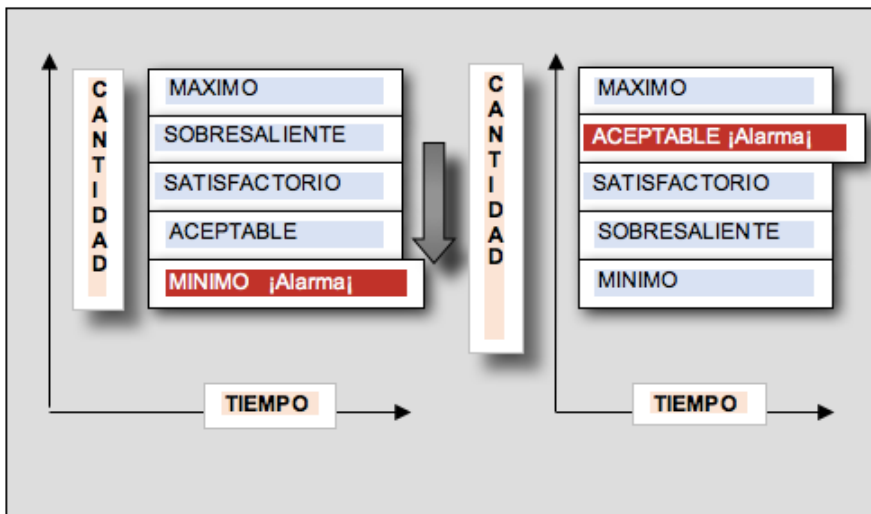 CANTIDAD
MAXIMO
SOBRESALIENTE
SATISFACTORIO
ACEPTABLE
MINIMO ¡Alarma¡
TIEMPO
CANTIDAD
MAXIMO
ACEPTABLE ¡Alarma¡
SATISFACTORIO
SOBRESALIENTE
MINIMO
TIEMPO